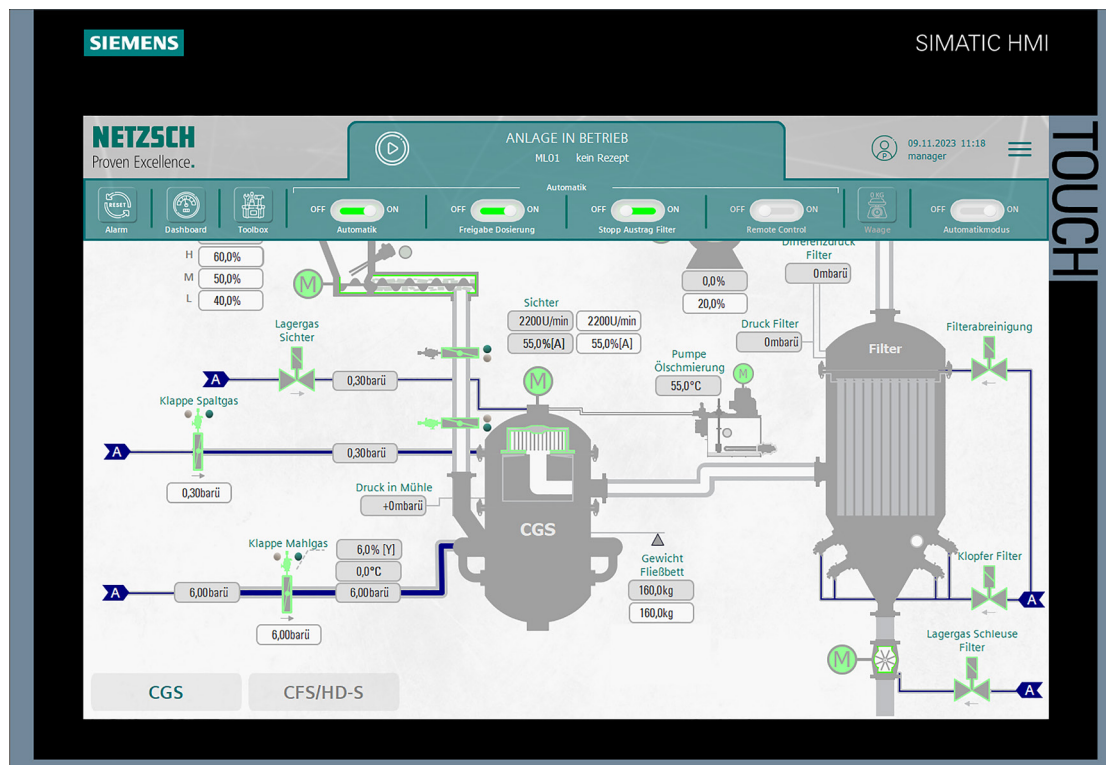 SIEMENS
SIMATIC HMI
TOUCH
NETZSCH
Proven Excellence.
ANLAGE IN BETRIEB
ML01 kein Rezept
P
09.11.2023 11:18
manager
Automatik
RESET
Alarm
Dashboard
Toolbox
OFF ON
Automatik
OFF ON
Freigabe Dosierung
OFF ON
Stopp Austrag Filter
OFF ON
Remote Control
0 KG
Waage
OFF ON
Automatikmodus
H 60,0%
M 50,0%
L 40,0%
M
Differenzdruck
Filter
0mbarü
0,0%
20,0%
Sichter
2200U/min 2200U/min
55,0%[A] 55,0%[A]
Druck Filter
0mbarü
Filter
Filterabreinigung
Lagergas
Sichter
A
0,30barü
M
Pumpe
Ölschmierung
55,0°C
M
Klappe Spaltgas
A
0,30barü
0,30barü
Druck in Mühle
+0mbarü
CGS
Klappe Mahlgas
6,0% [Y]
0,0°C
A
6,00barü
6,00barü
6,00barü
Gewicht
Fließbett
160,0kg
160,0kg
Klopfer Filter
A
Lagergas Schleuse
Filter
M
A
CGS
CFS/HD-S